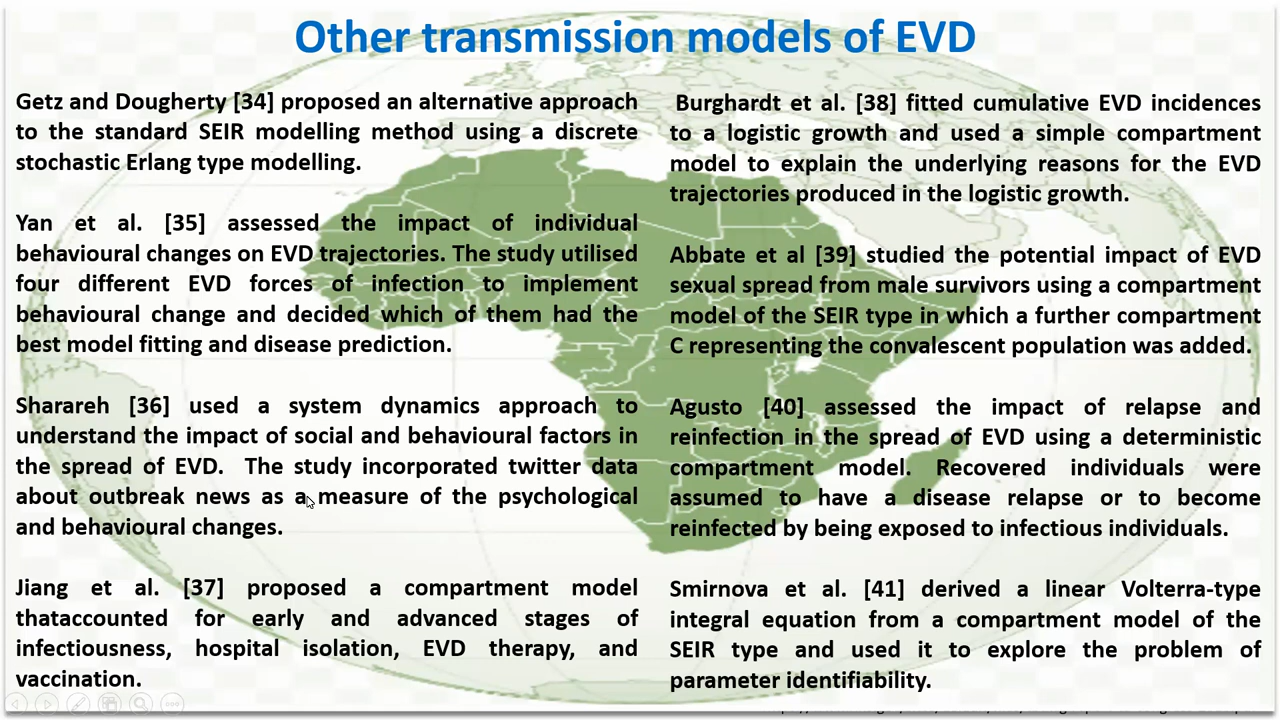 Other transmission models of EVD
Getz and Dougherty [34] proposed an alternative approach
to the standard SEIR modelling method using a discrete
stochastic Erlang type modelling.
Yan et al. [35] assessed the impact of individual
behavioural changes on EVD trajectories. The study utilised
four different EVD forces of infection to implement
behavioural change and decided which of them had the
best model fitting and disease prediction.
Sharareh [36] used a system dynamics approach to
understand the impact of social and behavioural factors in
the spread of EVD. The study incorporated twitter data
about outbreak news as a measure of the psychological
and behavioural changes.
Jiang et al. [37] proposed a compartment model
thataccounted for early and advanced stages of
infectiousness, hospital isolation, EVD therapy, and
vaccination.
Burghardt et al. [38] fitted cumulative EVD incidences
to a logistic growth and used a simple compartment
model to explain the underlying reasons for the EVD
trajectories produced in the logistic growth.
Abbate et al [39] studied the potential impact of EVD
sexual spread from male survivors using a compartment
model of the SEIR type in which a further compartment
C representing the convalescent population was added.
Agusto [40] assessed the impact of relapse and
reinfection in the spread of EVD using a deterministic
compartment model. Recovered individuals were
assumed to have a disease relapse or to become
reinfected by being exposed to infectious individuals.
Smirnova et al. [41] derived a linear Volterra-type
integral equation from a compartment model of the
SEIR type and used it to explore the problem of
parameter identifiability.